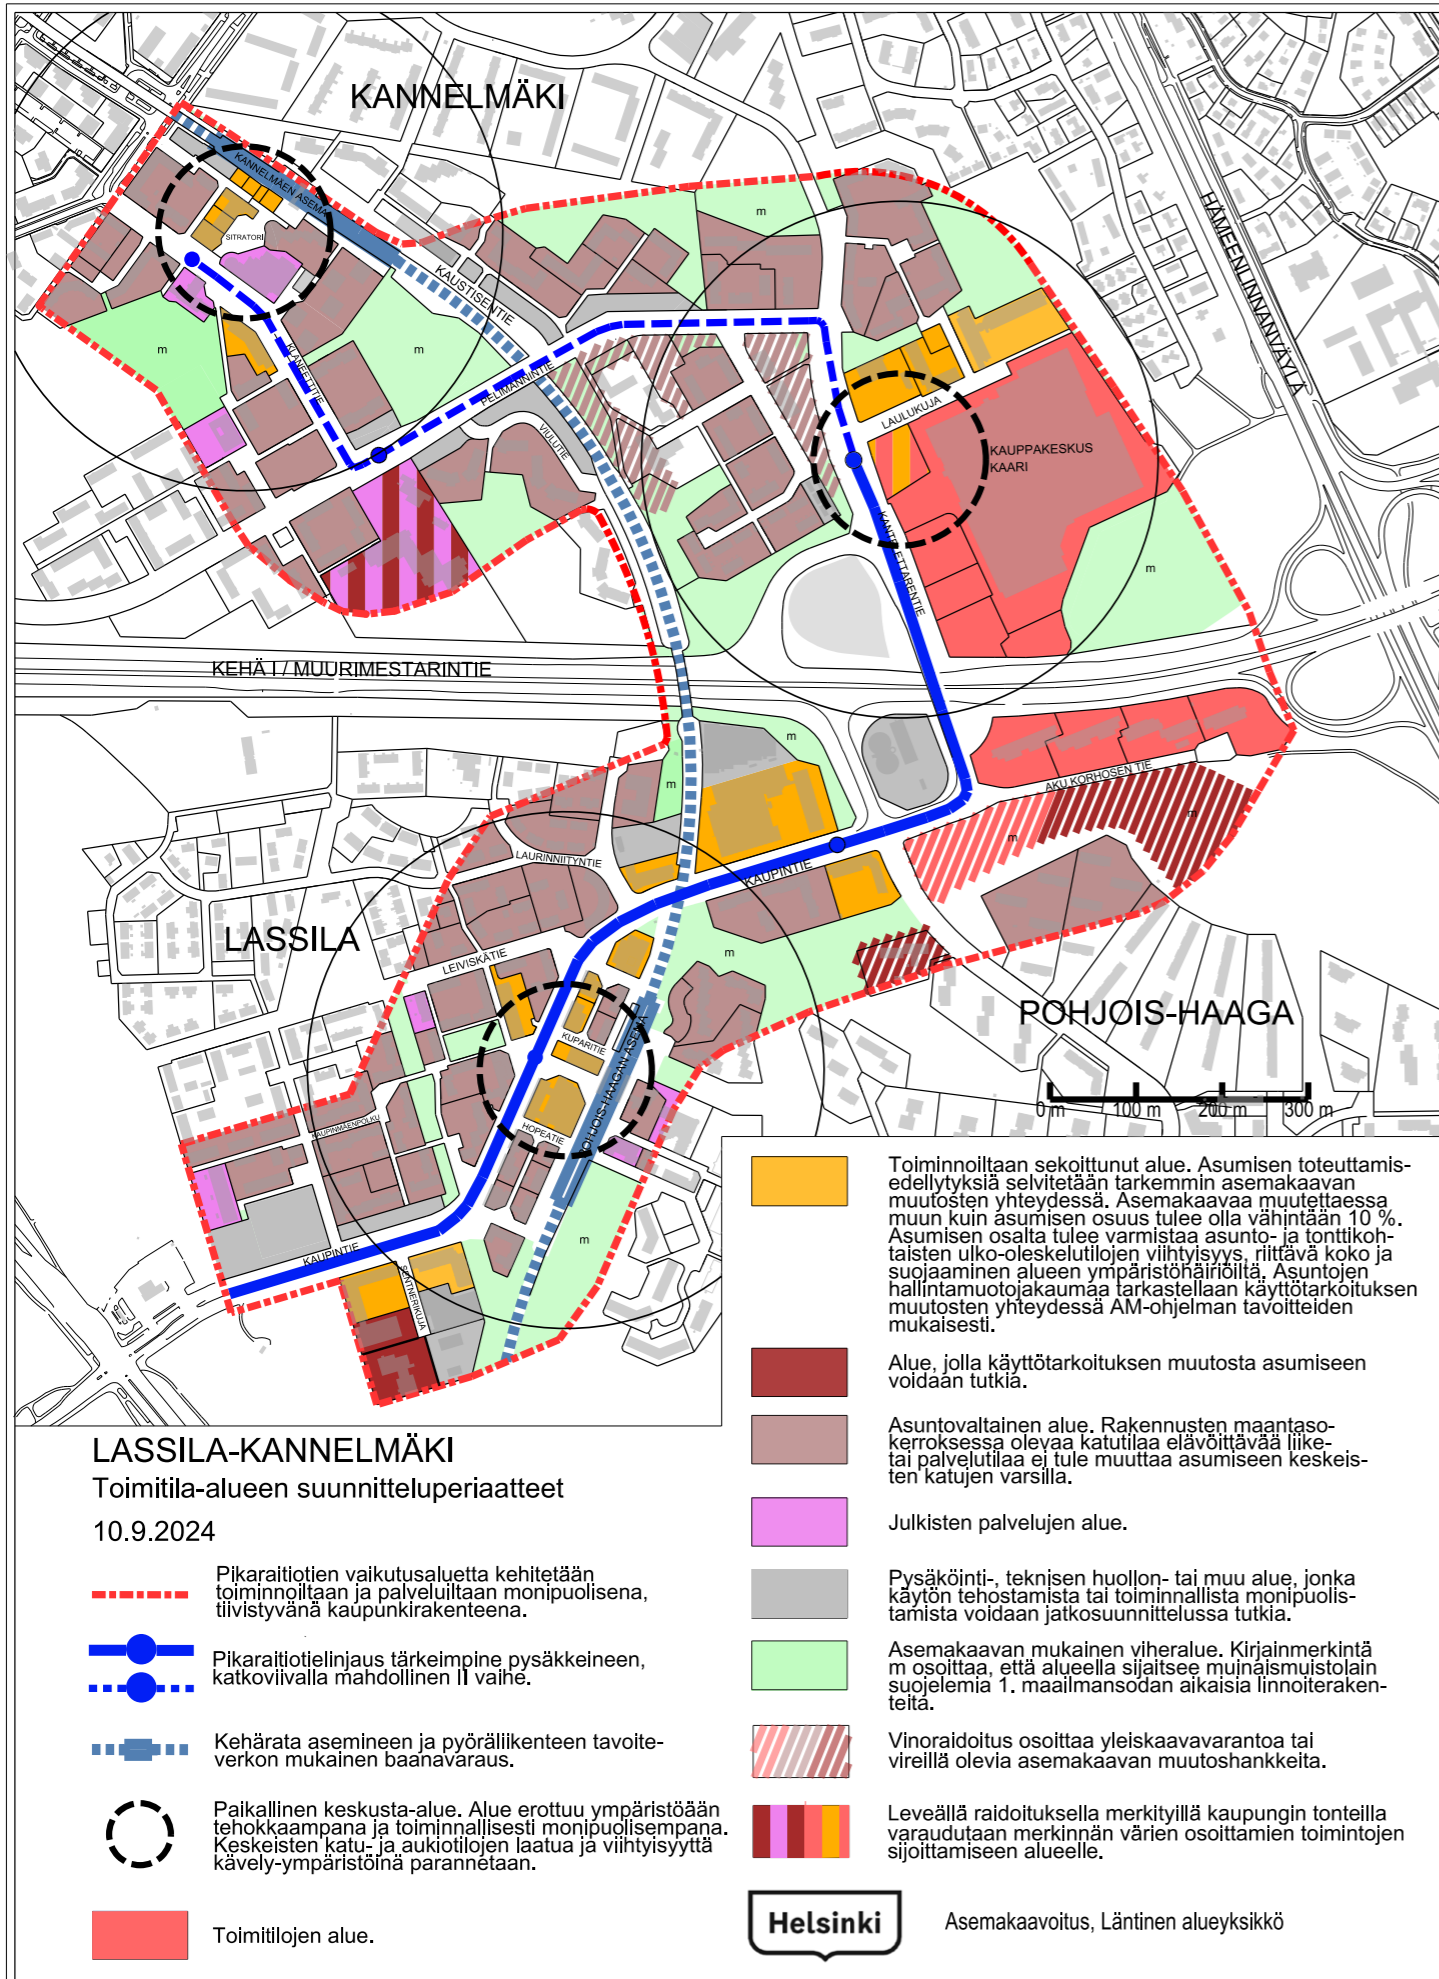 KANNELMÄKI
KANNELMÄEN ASEMA
SITRATORI
HÄMEENLINNANVÄYLÄ
m
m
m
KAUSTISENTIE
KLANEETTITIE
PELIMANNINTIE
VIULUTIE
LAULUKUJA
KAUPPAKESKUS
KAARI
KANTELETTARENTIE
m
KEHÄ I / MUURIMESTARINTIE
m
m
AKU KORHOSEN TIE
m
m
LAURINNIITYNTIE
KAUPINTIE
LASSILA
LEIVISKÄTIE
m
POHJOIS-HAAGA
KUPARITIE
POHJOIS-HAAGAN ASEMA
0 m 100 m 200 m 300 m
KAUPINMÄENPOLKU
HOPEATIE
KAUPINTIE
SENTNERIKUJA
m
LASSILA-KANNELMÄKI
Toimitila-alueen suunnitteluperiaatteet
10.9.2024
Pikaraitiotien vaikutusaluetta kehitetään
toiminnoiltaan ja palveluiltaan monipuolisena,
tiivistyvänä kaupunkirakenteena.
Pikaraitiotielinjaus tärkeimpine pysäkkeineen,
katkoviivalla mahdollinen II vaihe.
Kehärata asemineen ja pyöräliikenteen tavoite-
verkon mukainen baanavaraus.
Paikallinen keskusta-alue. Alue erottuu ympäristöään
tehokkaampana ja toiminnallisesti monipuolisempana.
Keskeisten katu- ja aukiotilojen laatua ja viihtyisyyttä
kävely-ympäristöinä parannetaan.
Toimitilojen alue.
Toiminnoiltaan sekoittunut alue. Asumisen toteuttamis-
edellytyksiä selvitetään tarkemmin asemakaavan
muutosten yhteydessä. Asemakaavaa muutettaessa
muun kuin asumisen osuus tulee olla vähintään 10 %.
Asumisen osalta tulee varmistaa asunto- ja tonttikoh-
taisten ulko-oleskelutilojen viihtyisyys, riittävä koko ja
suojaaminen alueen ympäristöhäiriöiltä. Asuntojen
hallintamuotojakaumaa tarkastellaan käyttötarkoituksen
muutosten yhteydessä AM-ohjelman tavoitteiden
mukaisesti.
Alue, jolla käyttötarkoituksen muutosta asumiseen
voidaan tutkia.
Asuntovaltainen alue. Rakennusten maantaso-
kerroksessa olevaa katutilaa elävöittävää liike-
tai palvelutilaa ei tule muuttaa asumiseen keskeis-
ten katujen varsilla.
Julkisten palvelujen alue.
Pysäköinti-, teknisen huollon- tai muu alue, jonka
käytön tehostamista tai toiminnallista monipuolis-
tamista voidaan jatkosuunnittelussa tutkia.
Asemakaavan mukainen viheralue. Kirjainmerkintä
m osoittaa, että alueella sijaitsee muinaismuistolain
suojelemia 1. maailmansodan aikaisia linnoiteraken-
teita.
Vinoraidoitus osoittaa yleiskaavavarantoa tai
vireillä olevia asemakaavan muutoshankkeita.
Leveällä raidoituksella merkityillä kaupungin tonteilla
varaudutaan merkinnän värien osoittamien toimintojen
sijoittamiseen alueelle.
Helsinki
Asemakaavoitus, Läntinen alueyksikkö